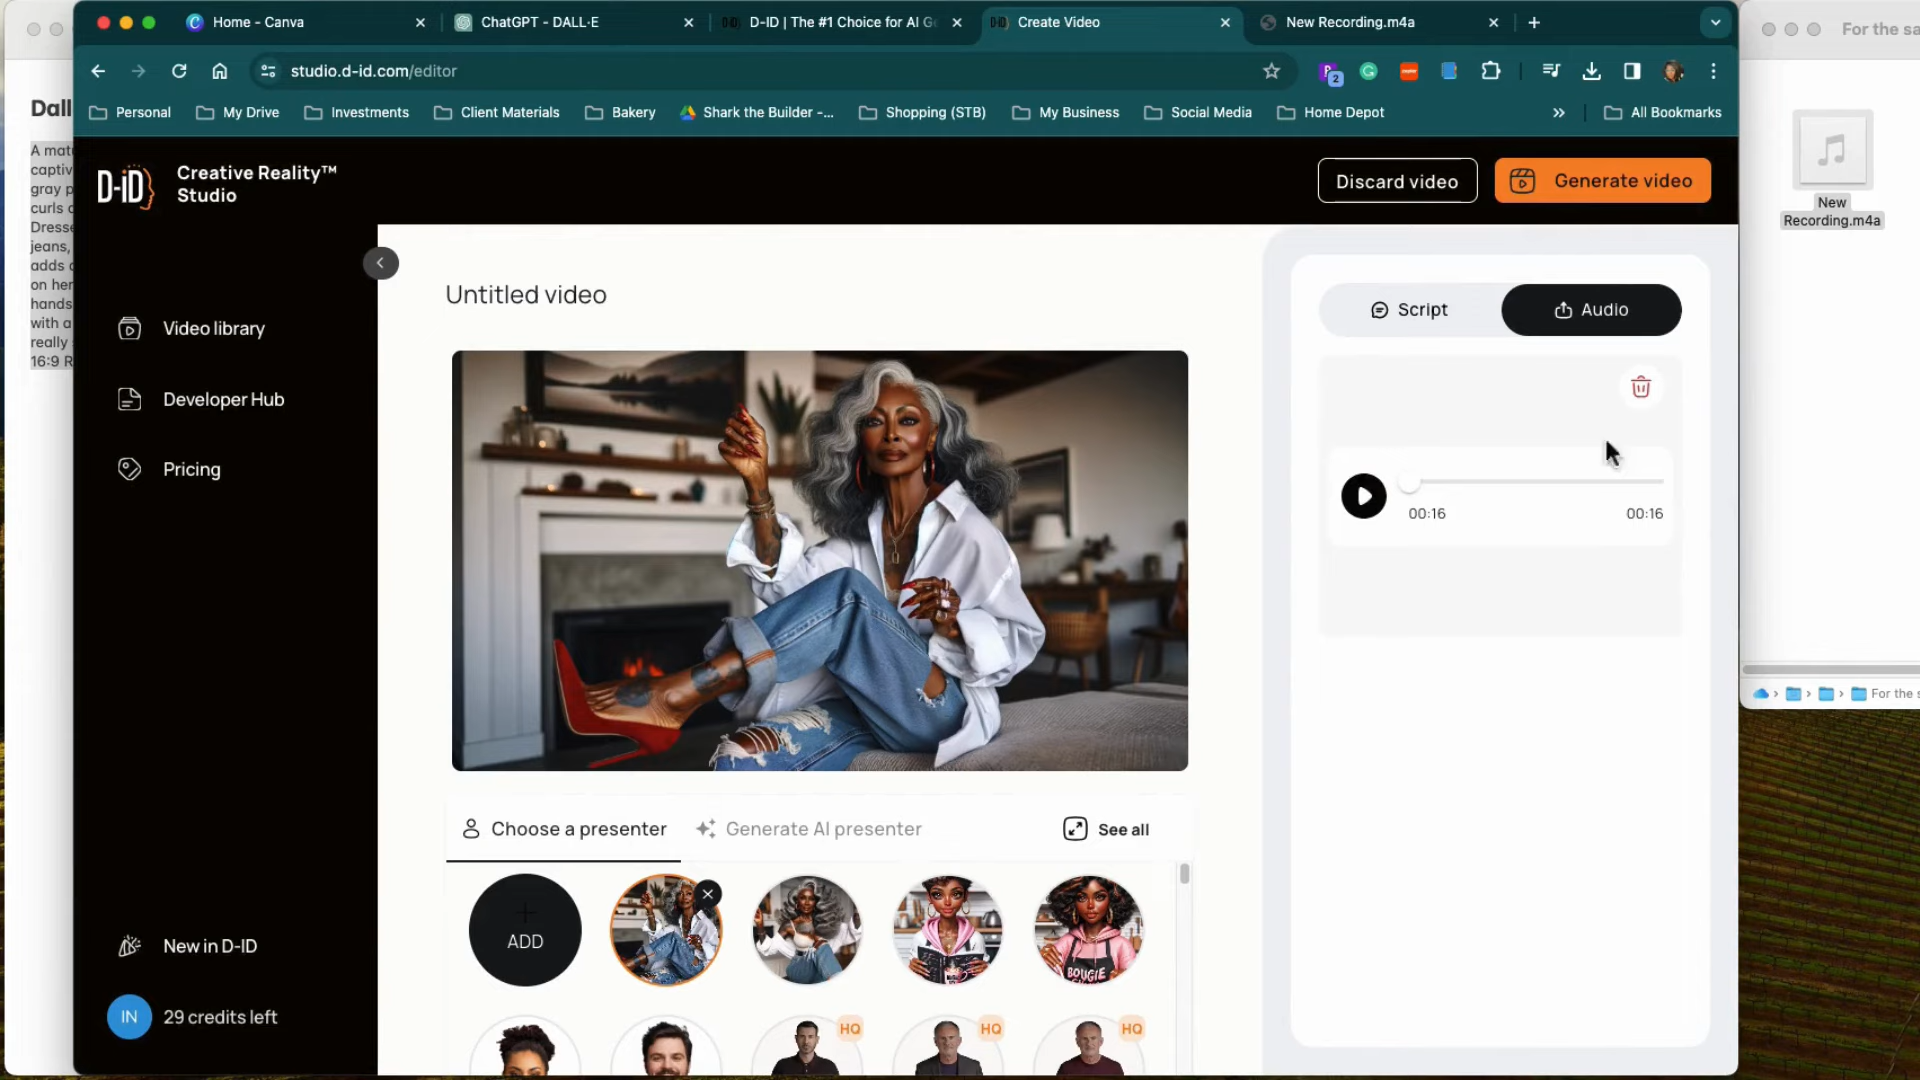 Home - Canva
ChatGPT - DALL·E
D-ID | The #1 Choice for AI Ge
Create Video
New Recording.m4a
For the sa
studio.d-id.com/editor
2
Personal
My Drive
Investments
Client Materials
Bakery
Shark the Builder -...
Shopping (STB)
My Business
Social Media
Home Depot
»
All Bookmarks
Dall
A matu
captiv
gray p
curls c
Dresse
jeans,
adds a
on her
hands
with a
really s
16:9 R
D-iD
Creative Reality™
Studio
Discard video
Generate video
New
Recording.m4a
Video library
Developer Hub
Pricing
Untitled video
Script
Audio
00:16
00:16
For the s
Choose a presenter
Generate AI presenter
See all
ADD
BOUGIE
HQ
HQ
HQ
New in D-ID
IN
29 credits left